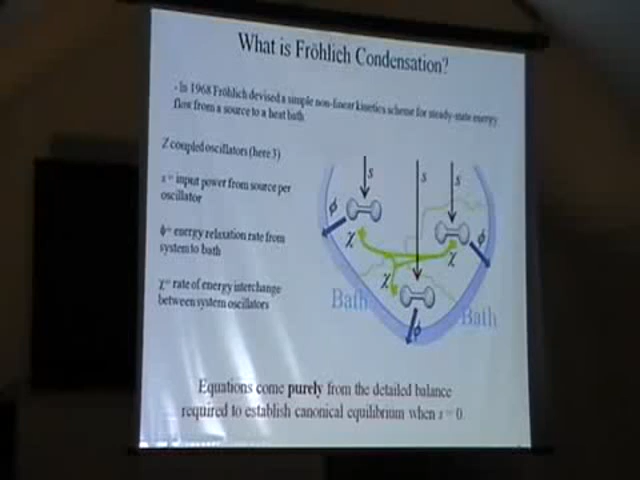 What is Fröhlich Condensation?
- In 1968 Fröhlich devised a simple non-linear kinetics scheme for steady-state energy
flow from a source to a heat bath
Z coupled oscillators (here 3)
s = input power from source per
oscillator
ϕ = energy relaxation rate from
system to bath
χ = rate of energy interchange
between system oscillators
s
s
s
ϕ
χ
ϕ
χ
χ
Bath
ϕ
Bath
Equations come purely from the detailed balance
required to establish canonical equilibrium when s = 0.